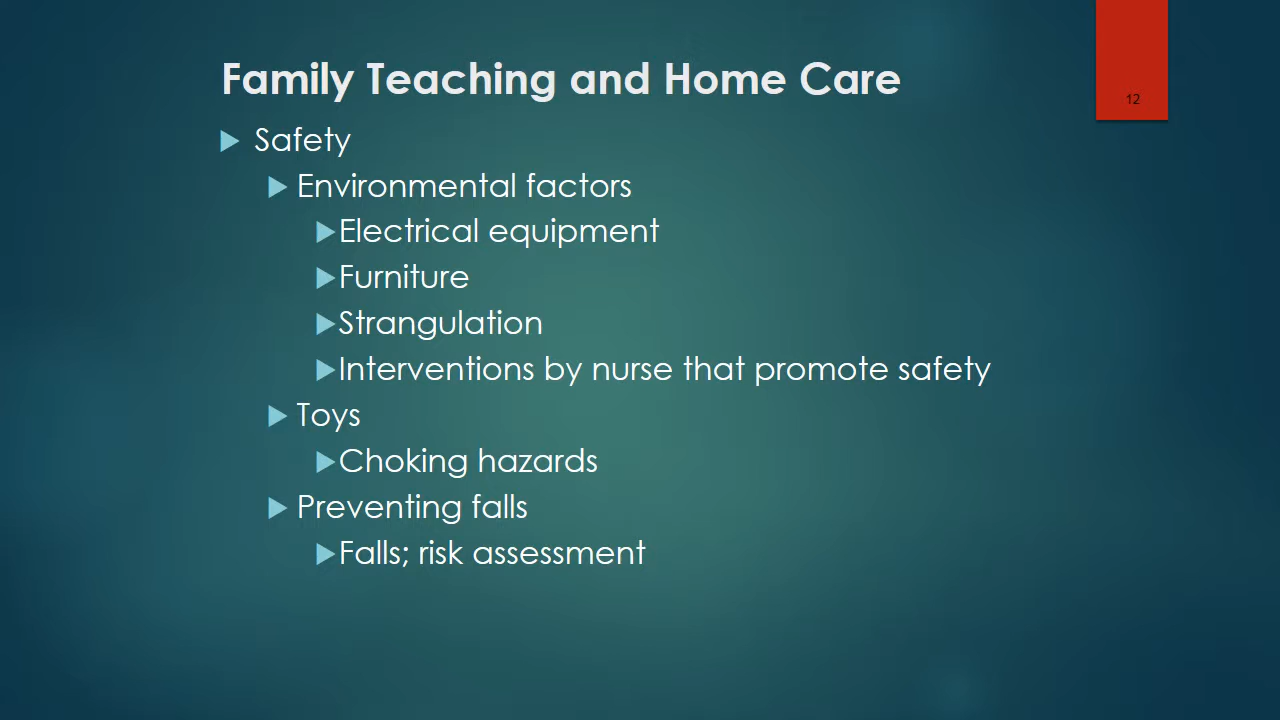 Family Teaching and Home Care
12
Safety
Environmental factors
Electrical equipment
Furniture
Strangulation
Interventions by nurse that promote safety
Toys
Choking hazards
Preventing falls
Falls; risk assessment